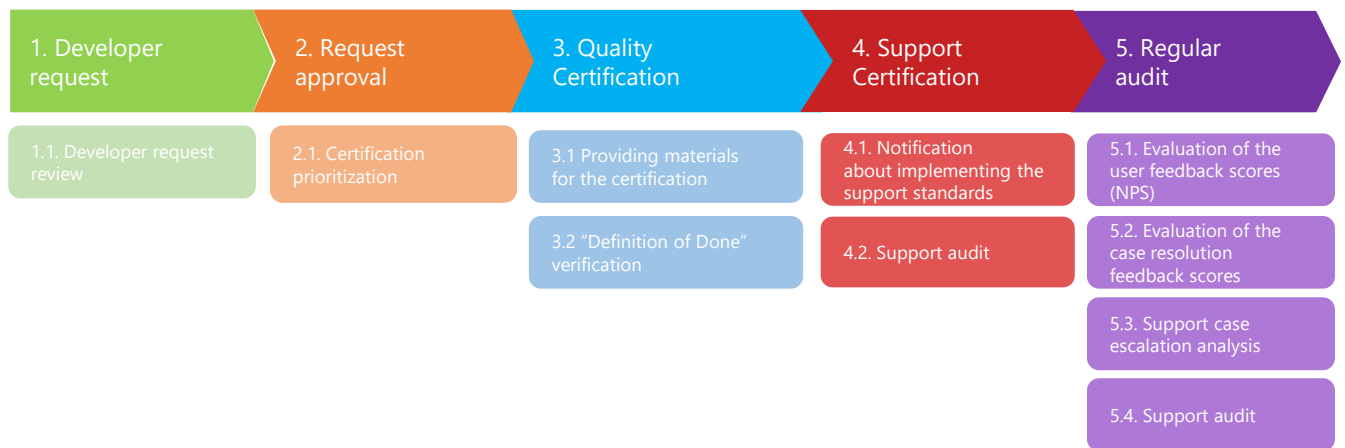 1. Developer
request
2. Request
approval
3. Quality
Certification
4. Support
Certification
5. Regular
audit
1.1. Developer request
review
2.1. Certification
prioritization
3.1 Providing materials
for the certification
3.2 “Definition of Done”
verification
4.1. Notification
about implementing the
support standards
4.2. Support audit
5.1. Evaluation of the
user feedback scores
(NPS)
5.2. Evaluation of the
case resolution
feedback scores
5.3. Support case
escalation analysis
5.4. Support audit